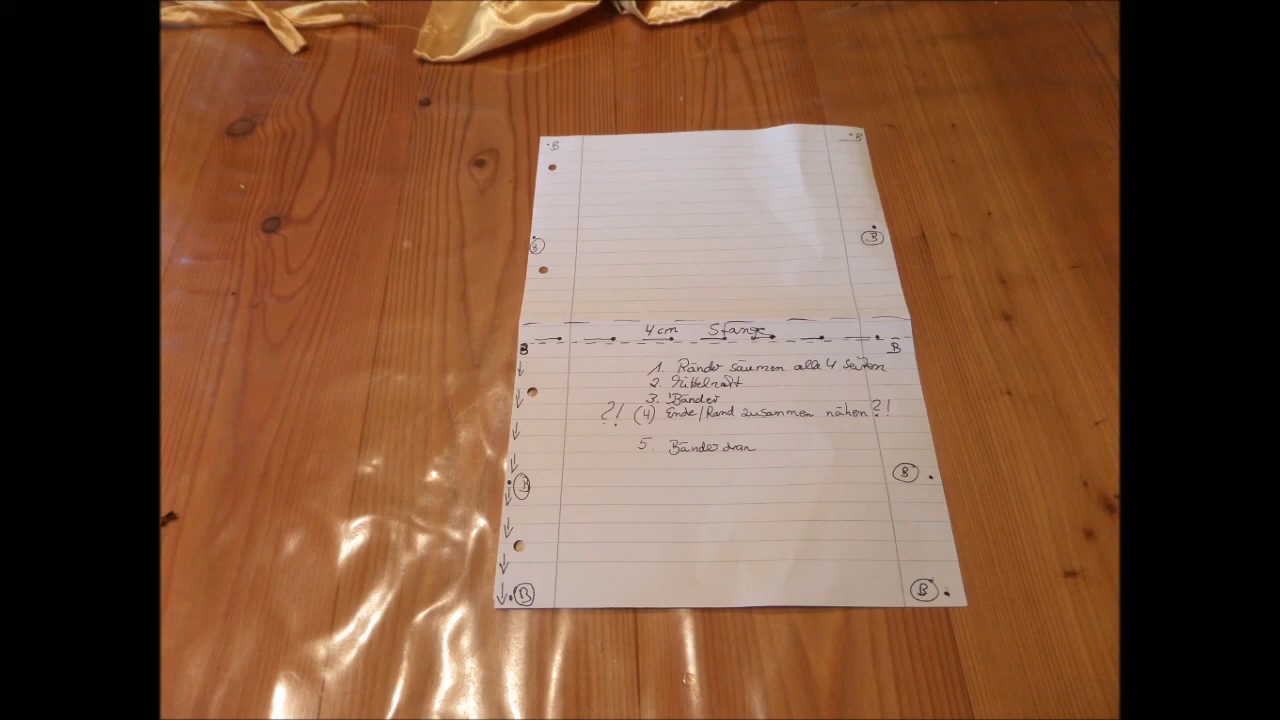 B B
B B
4cm Stange
B B
1. Ränder säumen alle 4 Seiten
2. Mittelnaht
3. Bänder
?! (4) Ende/Rand zusammen nähen?!
5. Bänder dran
B B
B B